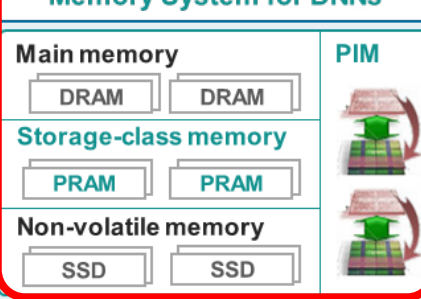 Memory System for DNNs
Main memory
PIM
DRAM DRAM
Storage-class memory
PRAM PRAM
Non-volatile memory
SSD SSD